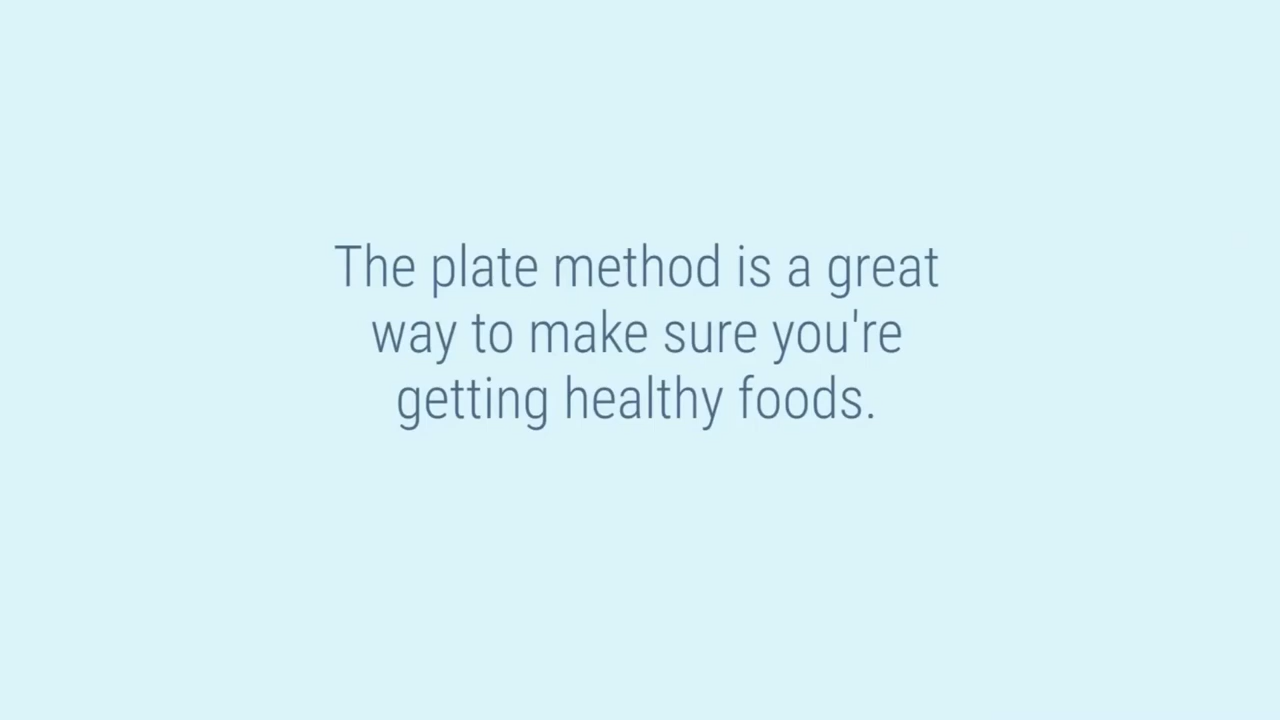 The plate method is a great
way to make sure you're
getting healthy foods.